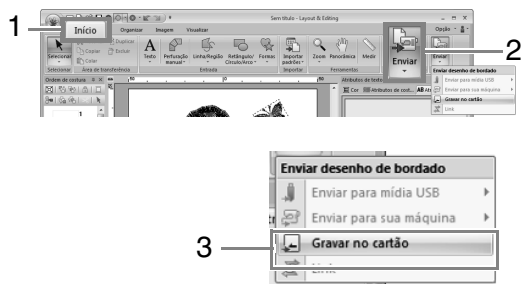 1
Início
Sem título - Layout & Editing
Organizar
Imagem
Visualizar
Opção
2
Selecionar
Copiar
Duplicar
Excluir
Colar
Texto
Perfuração manual
Linha/Região
Retângulo/Círculo/Arco
Formas
Importar padrões
Zoom
Panorâmica
Medir
Enviar
Enviar
Selecionar
Área de transferência
Entrada
Importar
Ferramentas
Ordem de costura
Atributos de texto
Cor
Atributos de cost...
1
Enviar desenho de bordado
Enviar para mídia USB
Enviar para sua máquina
Gravar no cartão
Link
3
Enviar desenho de bordado
Enviar para mídia USB
Enviar para sua máquina
Gravar no cartão